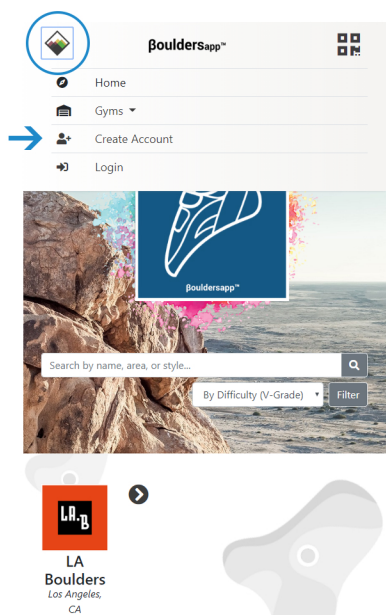 βouldersapp™
Home
Gyms
Create Account
Login
βouldersapp™
Search by name, area, or style...
By Difficulty (V-Grade)
Filter
LA.B
LA
Boulders
Los Angeles,
CA